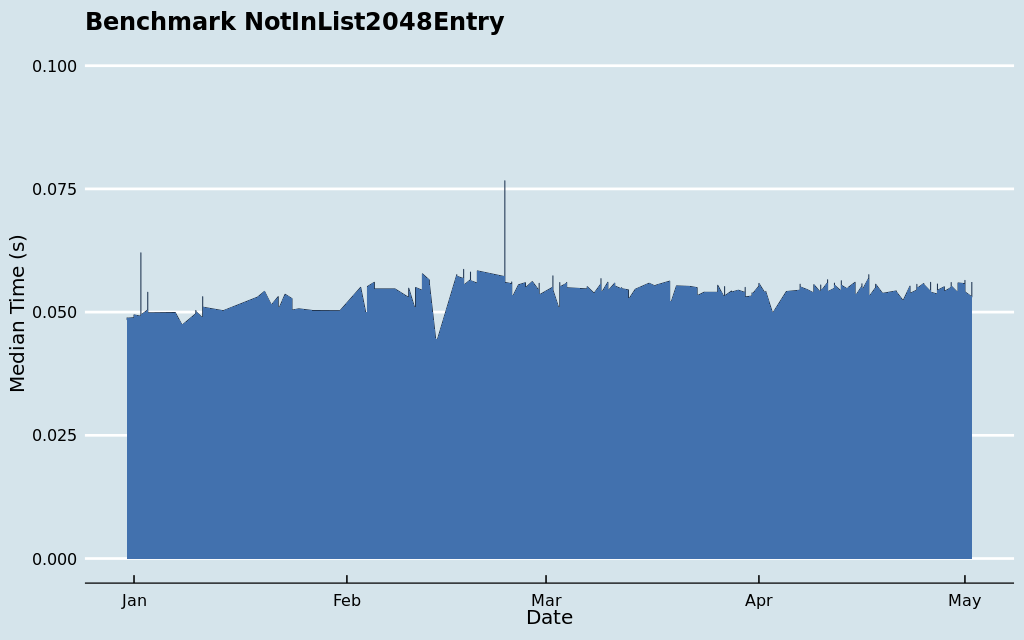 Benchmark NotInList2048Entry
0.100
0.075
0.050
0.025
0.000
Median Time (s)
Jan Feb Mar Apr May
Date